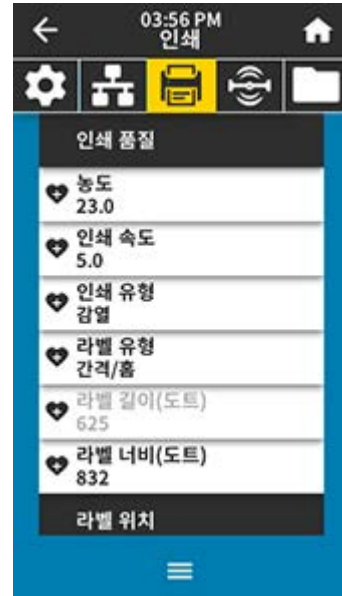 03:56 PM
인쇄
인쇄 품질
농도
23.0
인쇄 속도
5.0
인쇄 유형
감열
라벨 유형
간격/홈
라벨 길이(도트)
625
라벨 너비(도트)
832
라벨 위치